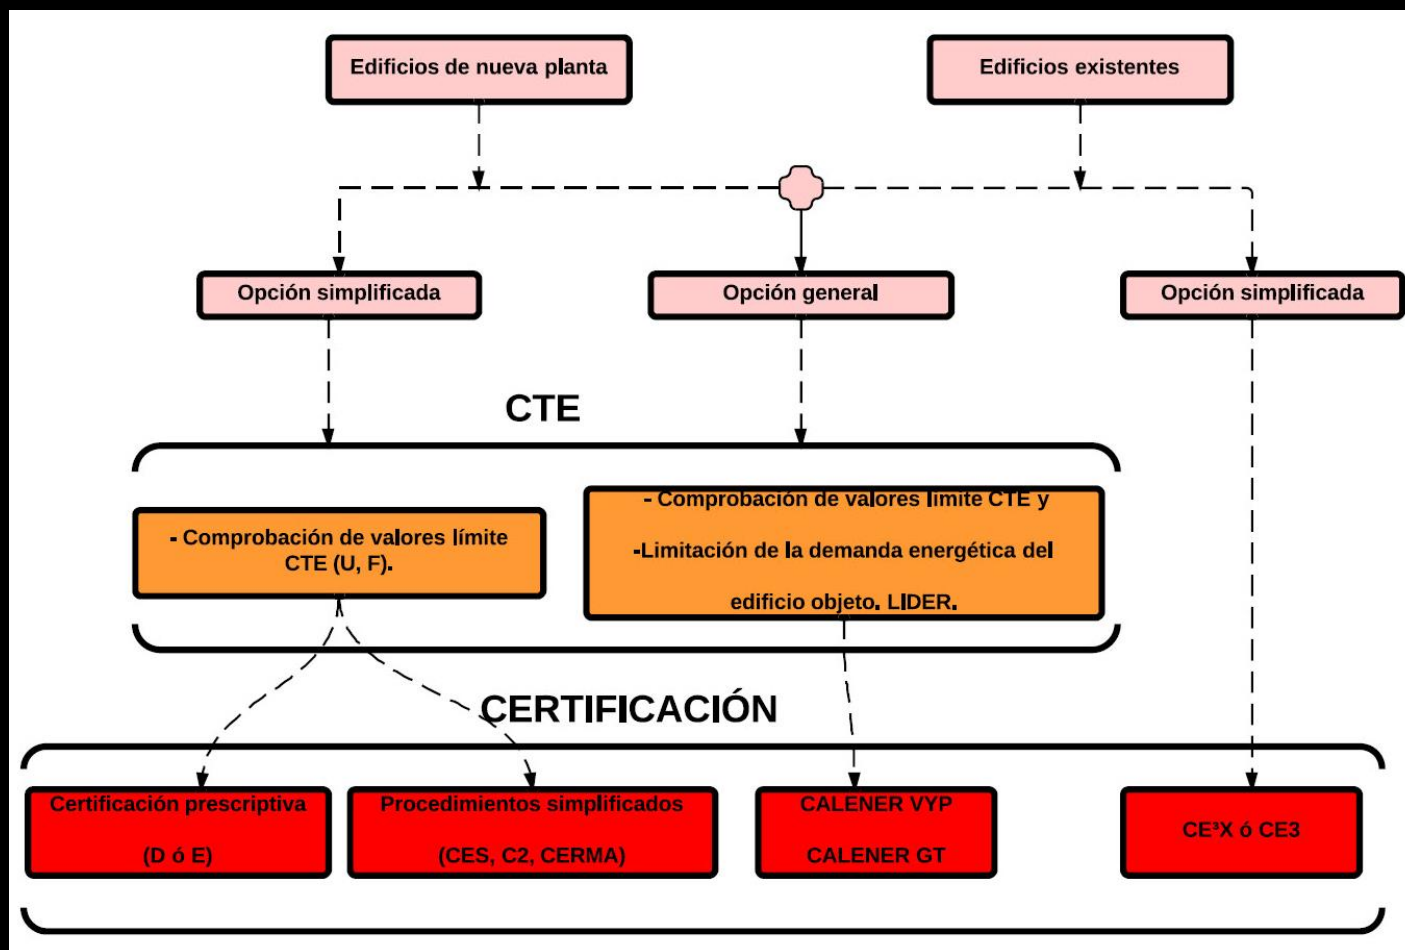 Edificios de nueva planta
Edificios existentes
Opción simplificada
Opción general
Opción simplificada
CTE
- Comprobación de valores límite
CTE (U, F).
- Comprobación de valores límite CTE y
-Limitación de la demanda energética del
edificio objeto. LIDER.
CERTIFICACIÓN
Certificación prescriptiva
(D ó E)
Procedimientos simplificados
(CES, C2, CERMA)
CALENER VYP
CALENER GT
CE³X ó CE3